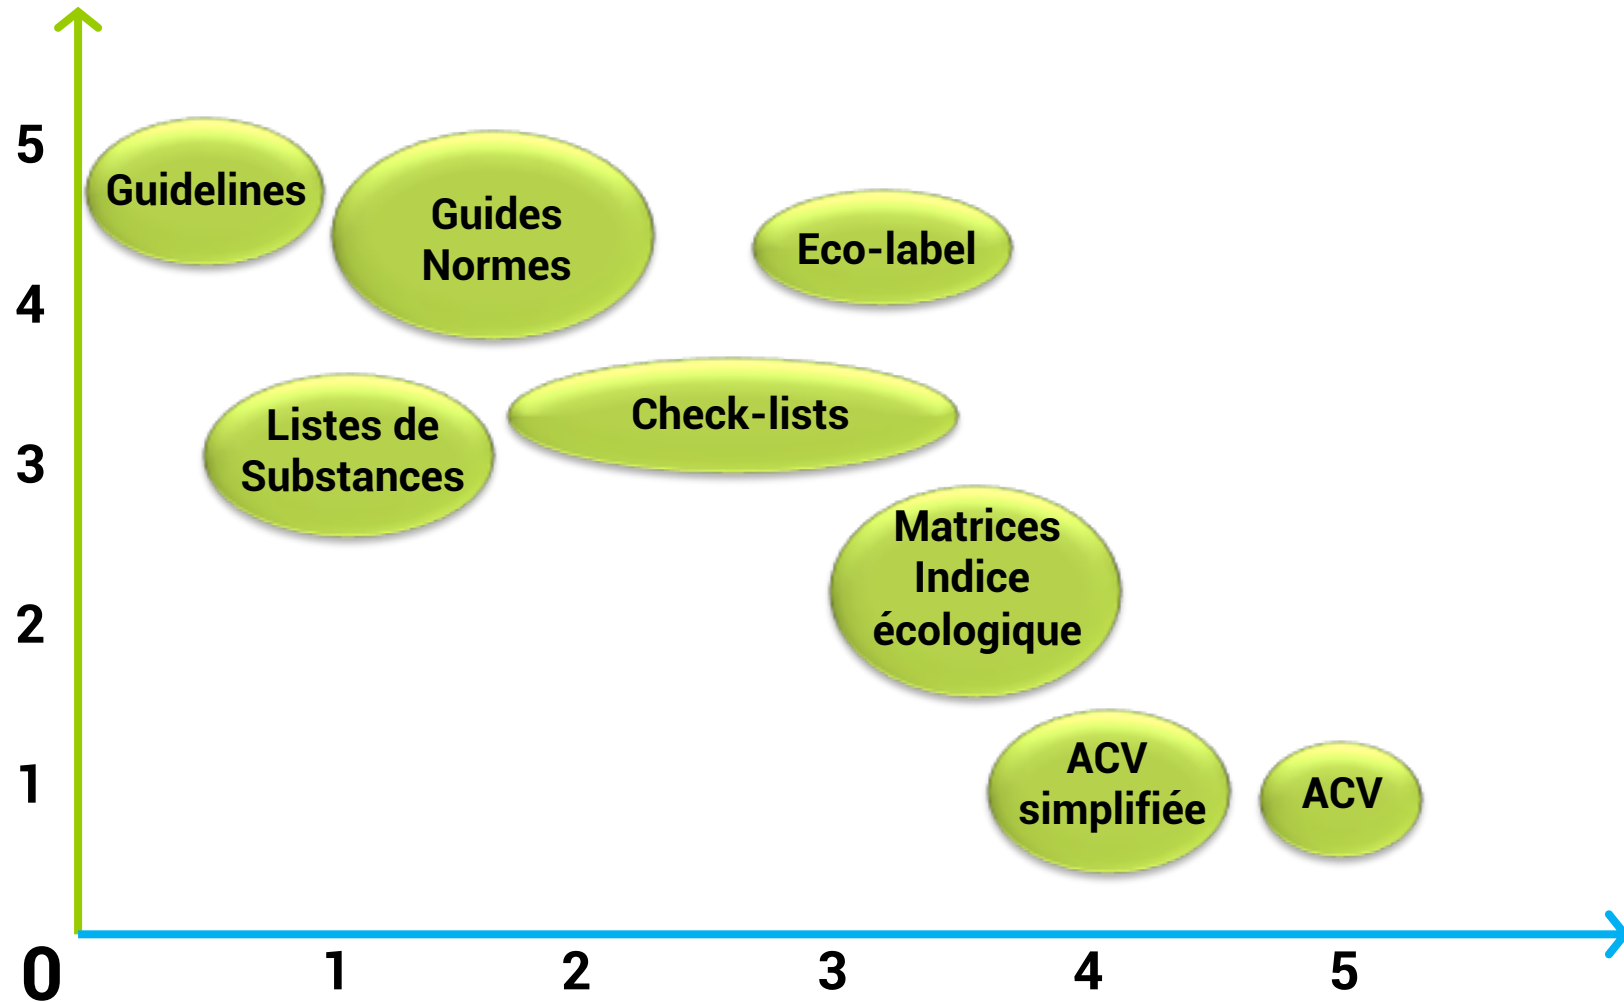 5
Guidelines
Guides
Normes
Eco-label
4
Check-lists
Listes de
Substances
3
Matrices
Indice
écologique
2
ACV
simplifiée
ACV
1
0
1
2
3
4
5